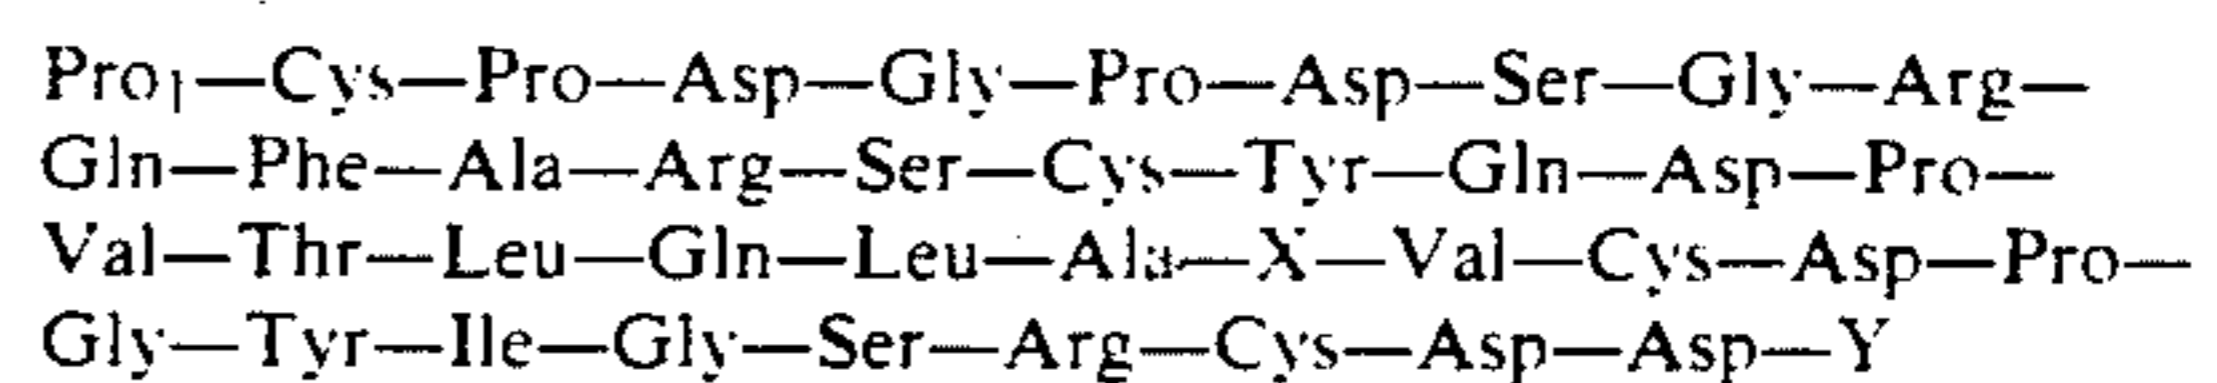 Pro₁—Cys—Pro—Asp—Gly—Pro—Asp—Ser—Gly—Arg—
Gln—Phe—Ala—Arg—Ser—Cys—Tyr—Gln—Asp—Pro—
Val—Thr—Leu—Gln—Leu—Ala—X—Val—Cys—Asp—Pro—
Gly—Tyr—Ile—Gly—Ser—Arg—Cys—Asp—Asp—Y